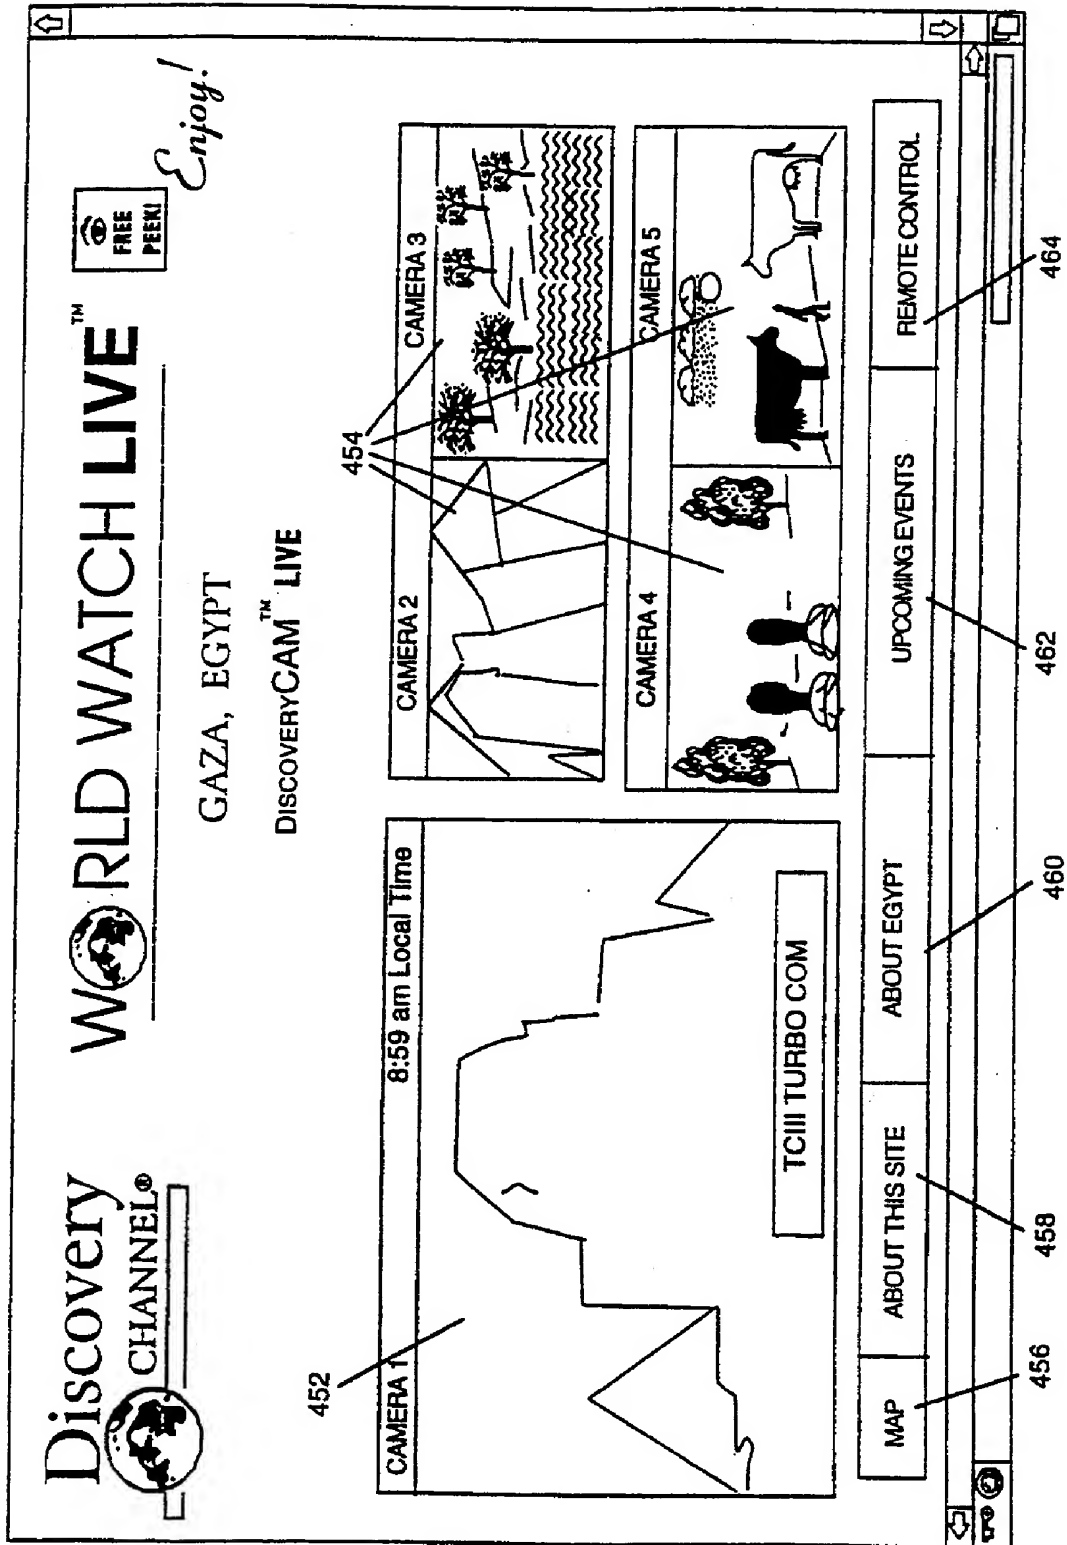 Discovery
CHANNEL®
WORLD WATCH LIVE™
FREE
PEEK!
Enjoy!
GAZA, EGYPT
DISCOVERYCAM™ LIVE
452
454
CAMERA 1 8:59 am Local Time
TCIII TURBO COM
CAMERA 2 CAMERA 3
CAMERA 4 CAMERA 5
MAP ABOUT THIS SITE ABOUT EGYPT UPCOMING EVENTS REMOTE CONTROL
456 458 460 462 464